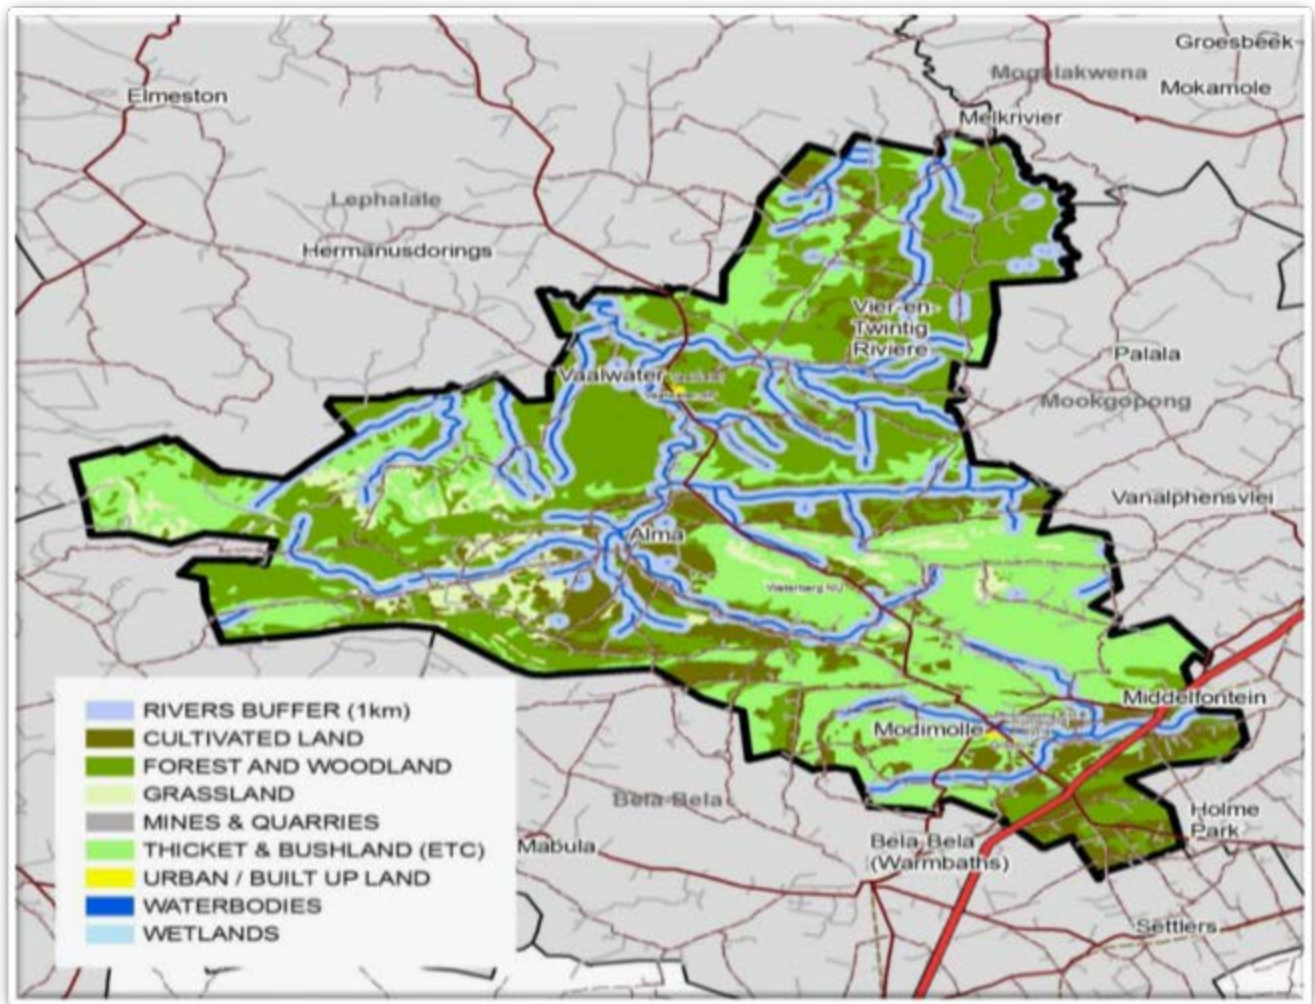 Groesbeek
Mogalakwena
Mokamole
Elmeston
Melkrivier
Lephalale
Hermanusdorings
Vier-en-
Twintig
Riviere
Palala
Vaalwater
Mookgopong
Vanalphensvlei
Alma
Waterberg NU
Middelfontein
Modimolle
Bela-Bela
Holme
Park
Mabula
Bela-Bela
(Warmbaths)
Settlers
RIVERS BUFFER (1km)
CULTIVATED LAND
FOREST AND WOODLAND
GRASSLAND
MINES & QUARRIES
THICKET & BUSHLAND (ETC)
URBAN / BUILT UP LAND
WATERBODIES
WETLANDS